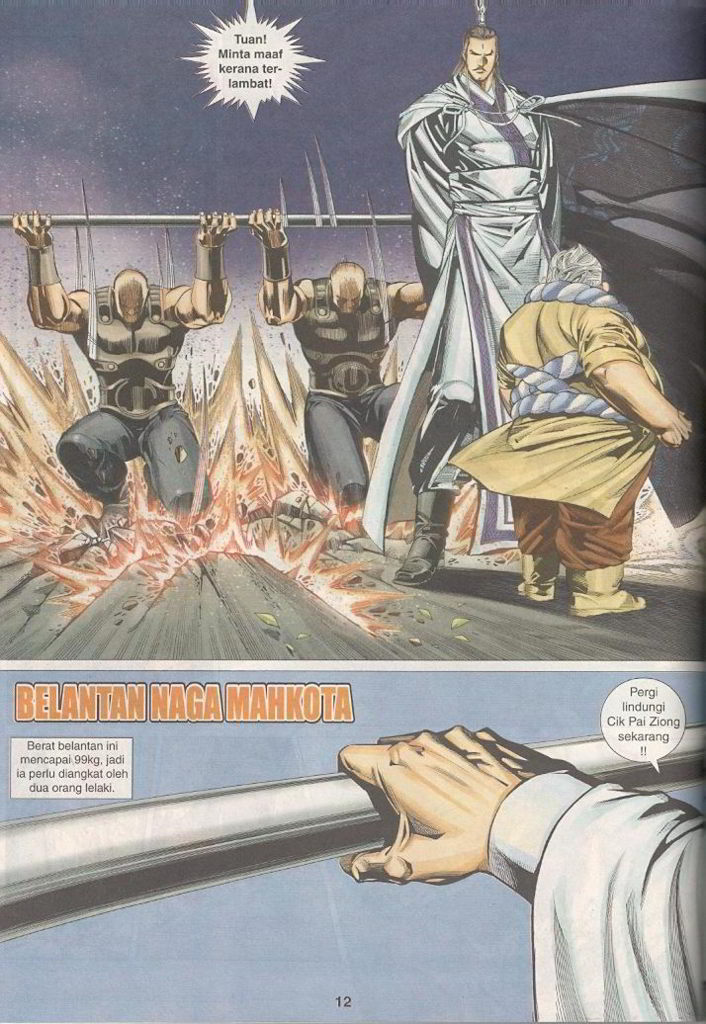 Tuan!
Minta maaf
kerana ter-
lambat!
BELANTAN NAGA MAHKOTA
Berat belantan ini
mencapai 99kg, jadi
ia perlu diangkat oleh
dua orang lelaki.
Pergi
lindungi
Cik Pai Ziong
sekarang
!!
12